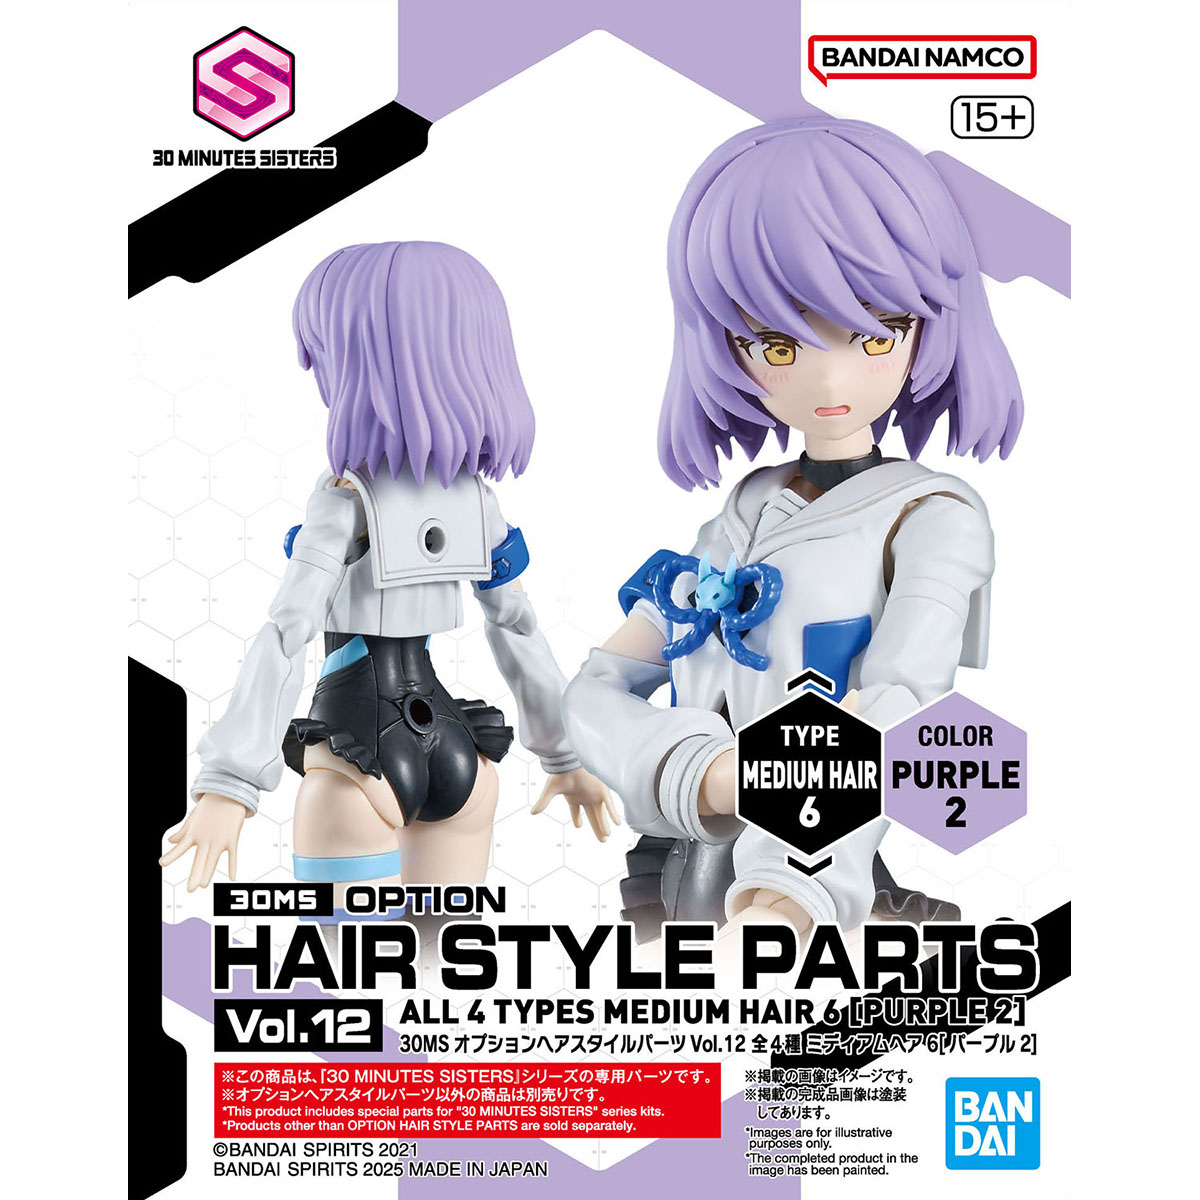 30 MINUTES SISTERS
BANDAI NAMCO
15+
TYPE
MEDIUM HAIR
6
COLOR
PURPLE
2
30MS OPTION
HAIR STYLE PARTS
Vol.12
ALL 4 TYPES MEDIUM HAIR 6 [PURPLE 2]
30MS オプションヘアスタイルパーツ Vol.12 全4種 ミディアムヘア 6[パープル 2]
※この商品は、『30 MINUTES SISTERS』シリーズの専用パーツです。
※オプションヘアスタイルパーツ以外の商品は別売りです。
*This product includes special parts for "30 MINUTES SISTERS" series kits.
*Products other than OPTION HAIR STYLE PARTS are sold separately.
※掲載の画像はイメージです。
※掲載の完成品画像は塗装
してあります。
*Images are for illustrative
purposes only.
*The completed product in the
image has been painted.
BAN
DAI
©BANDAI SPIRITS 2021
BANDAI SPIRITS 2025 MADE IN JAPAN